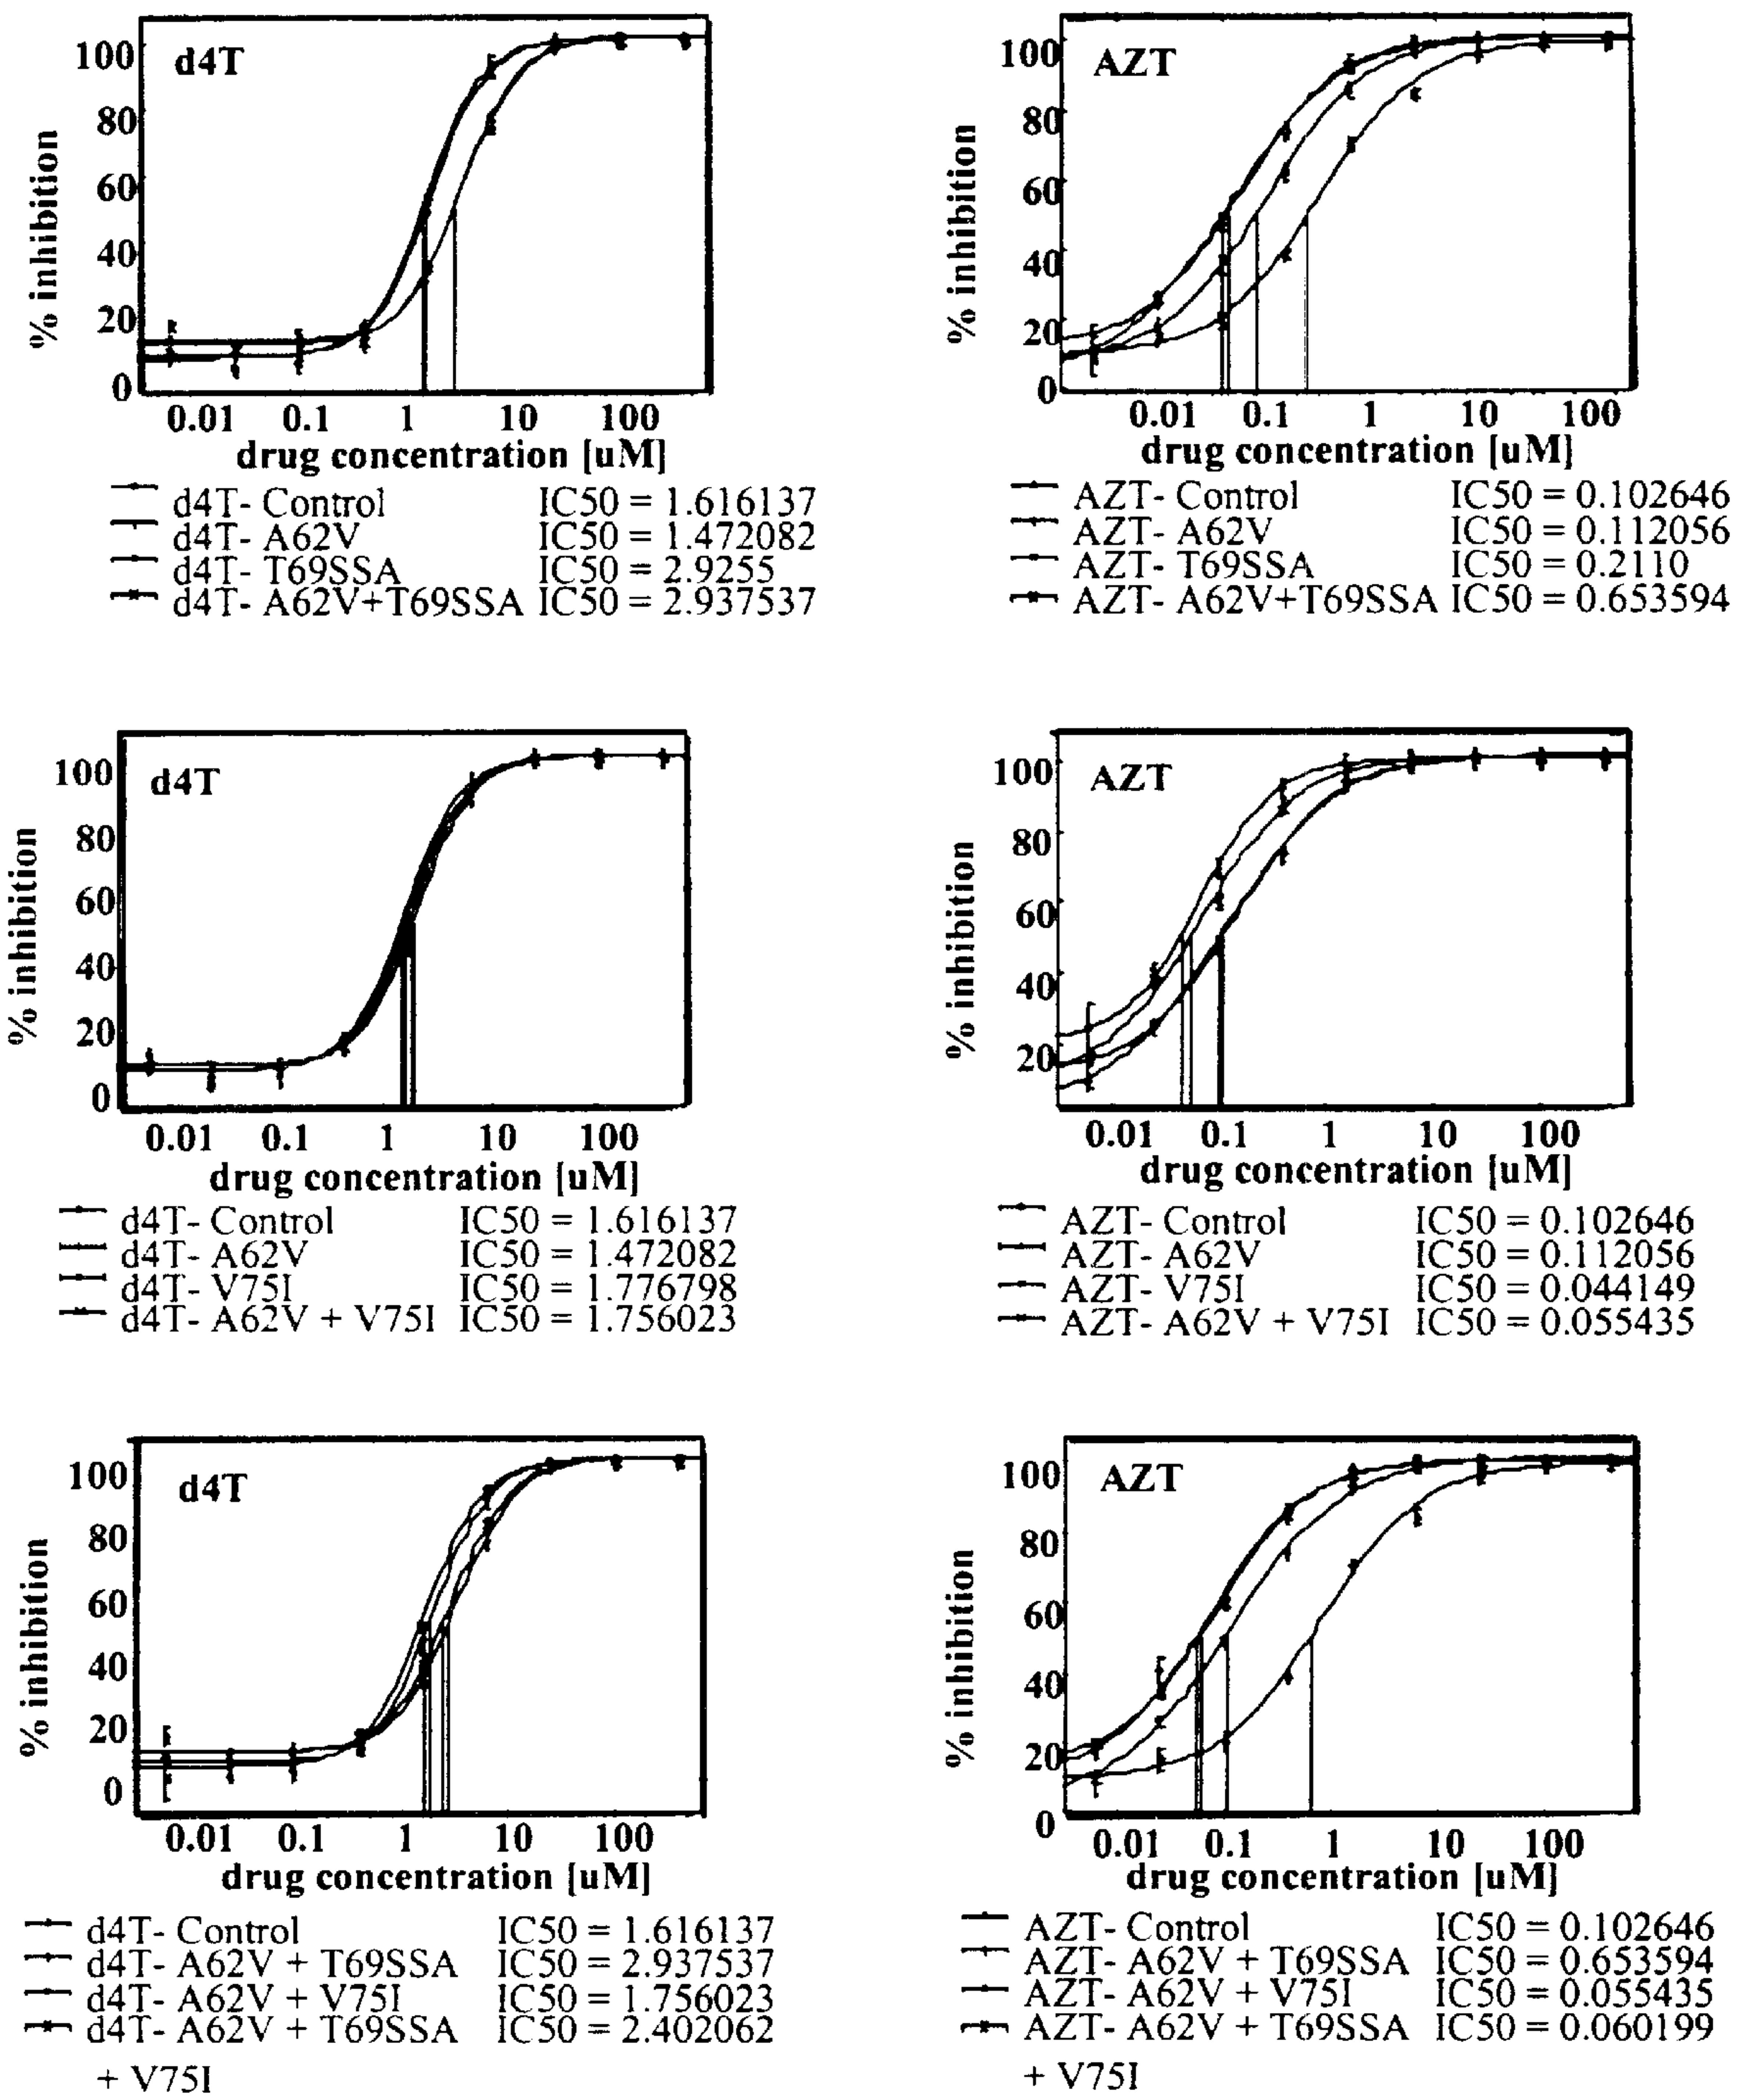 d4T
100
80
60
40
20
0
% inhibition
0.01 0.1 1 10 100
drug concentration [uM]
d4T- Control IC50 = 1.616137
d4T- A62V IC50 = 1.472082
d4T- T69SSA IC50 = 2.9255
d4T- A62V+T69SSA IC50 = 2.937537
AZT
100
80
60
40
20
0
% inhibition
0.01 0.1 1 10 100
drug concentration [uM]
AZT- Control IC50 = 0.102646
AZT- A62V IC50 = 0.112056
AZT- T69SSA IC50 = 0.2110
AZT- A62V+T69SSA IC50 = 0.653594
d4T
100
80
60
40
20
0
% inhibition
0.01 0.1 1 10 100
drug concentration [uM]
d4T- Control IC50 = 1.616137
d4T- A62V IC50 = 1.472082
d4T- V75I IC50 = 1.776798
d4T- A62V + V75I IC50 = 1.756023
AZT
100
80
60
40
20
% inhibition
0.01 0.1 1 10 100
drug concentration [uM]
AZT- Control IC50 = 0.102646
AZT- A62V IC50 = 0.112056
AZT- V75I IC50 = 0.044149
AZT- A62V + V75I IC50 = 0.055435
d4T
100
80
60
40
20
0
% inhibition
0.01 0.1 1 10 100
drug concentration [uM]
d4T- Control IC50 = 1.616137
d4T- A62V + T69SSA IC50 = 2.937537
d4T- A62V + V75I IC50 = 1.756023
d4T- A62V + T69SSA IC50 = 2.402062
+ V75I
AZT
100
80
60
40
20
0
% inhibition
0.01 0.1 1 10 100
drug concentration [uM]
AZT- Control IC50 = 0.102646
AZT- A62V + T69SSA IC50 = 0.653594
AZT- A62V + V75I IC50 = 0.055435
AZT- A62V + T69SSA IC50 = 0.060199
+ V75I